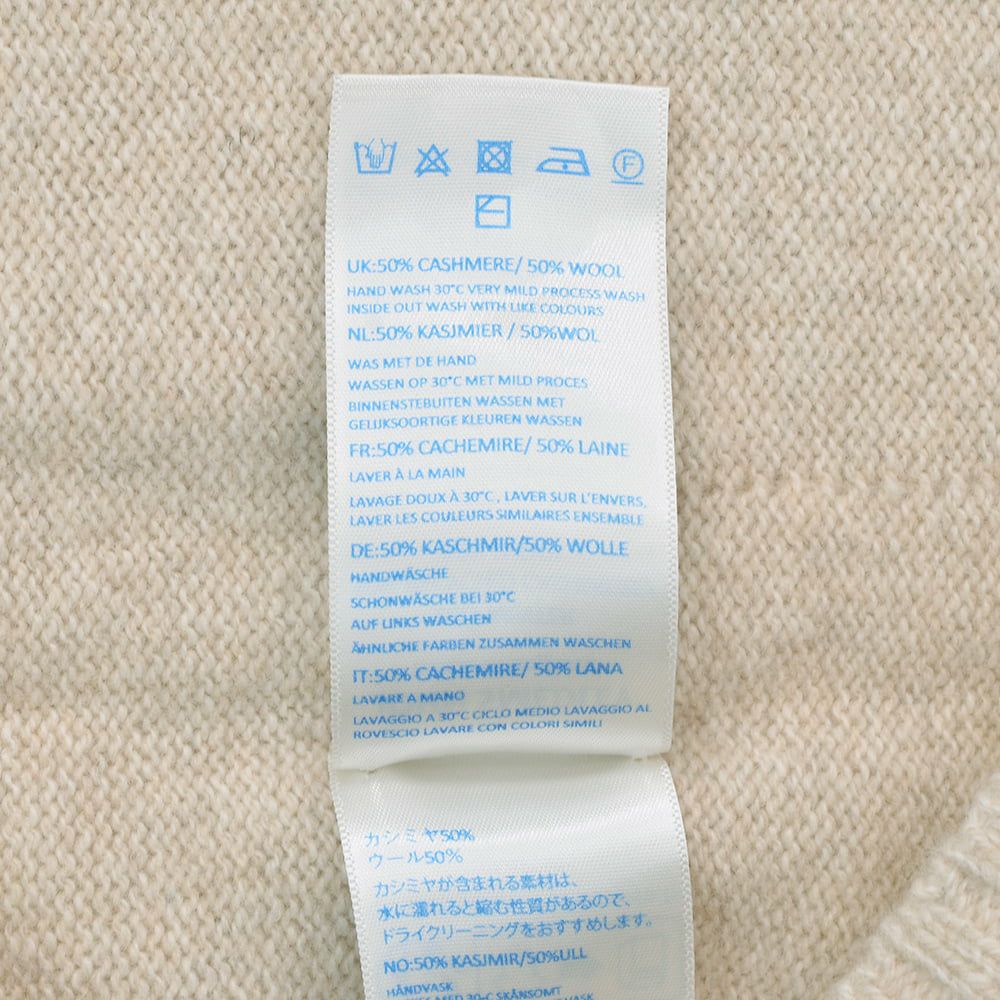 F
UK:50% CASHMERE/ 50% WOOL
HAND WASH 30°C VERY MILD PROCESS WASH
INSIDE OUT WASH WITH LIKE COLOURS
NL:50% KASJMIER / 50%WOL
WAS MET DE HAND
WASSEN OP 30°C MET MILD PROCES
BINNENSTEBUITEN WASSEN MET
GELIJKSOORTIGE KLEUREN WASSEN
FR:50% CACHEMIRE/ 50% LAINE
LAVER À LA MAIN
LAVAGE DOUX À 30°C , LAVER SUR L'ENVERS,
LAVER LES COULEURS SIMILAIRES ENSEMBLE
DE:50% KASCHMIR/50% WOLLE
HANDWÄSCHE
SCHONWÄSCHE BEI 30°C
AUF LINKS WASCHEN
ÄHNLICHE FARBEN ZUSAMMEN WASCHEN
IT:50% CACHEMIRE/ 50% LANA
LAVARE A MANO
LAVAGGIO A 30°C CICLO MEDIO LAVAGGIO AL
ROVESCIO LAVARE CON COLORI SIMILI
カシミヤ50%
ウール50%
カシミヤが含まれる素材は、
水に濡れると縮む性質があるので、
ドライクリーニングをおすすめします。
NO:50% KASJMIR/50%ULL
HÅNDVASK
MED 30°C SKÅNSOMT